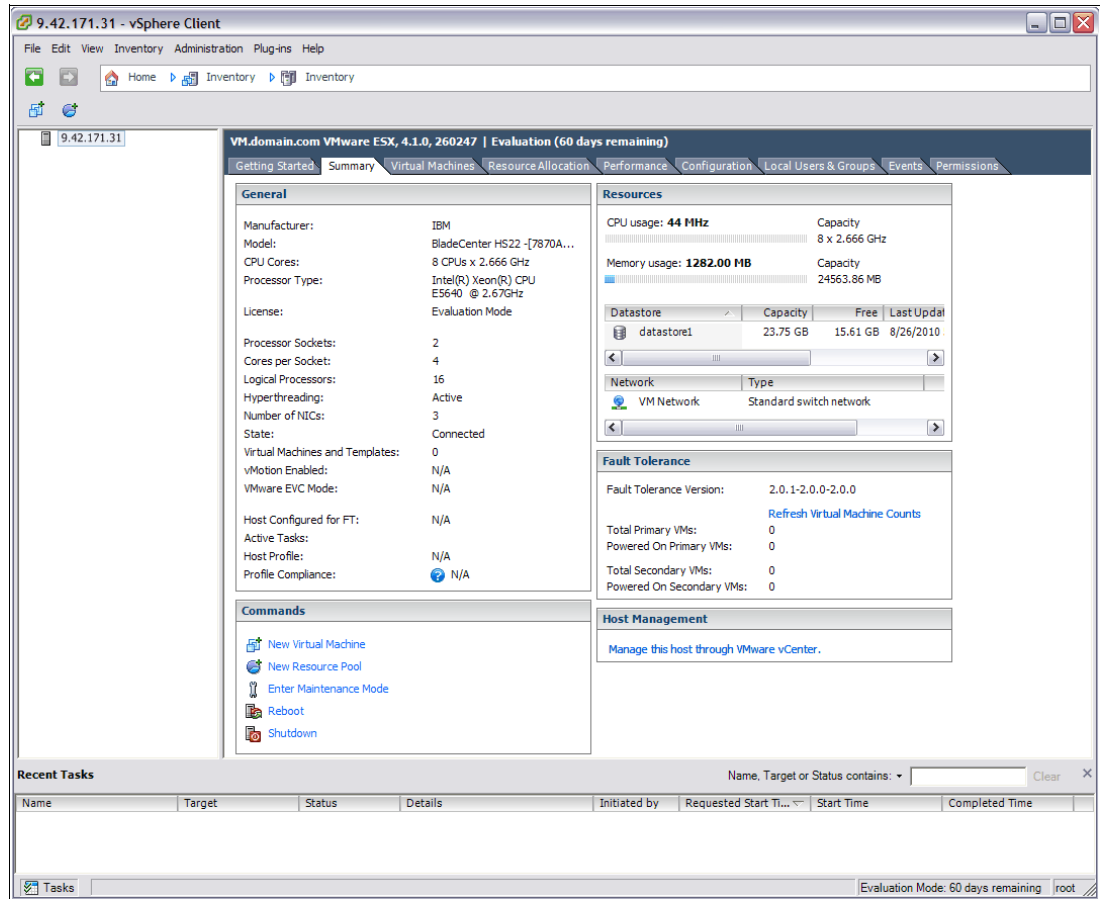 9.42.171.31 - vSphere Client
File Edit View Inventory Administration Plug-ins Help
Home Inventory Inventory
9.42.171.31
VM.domain.com VMware ESX, 4.1.0, 260247 | Evaluation (60 days remaining)
Getting Started Summary Virtual Machines Resource Allocation Performance Configuration Local Users & Groups Events Permissions
General
Manufacturer: IBM
Model: BladeCenter HS22 -[7870A...
CPU Cores: 8 CPUs x 2.666 GHz
Processor Type: Intel(R) Xeon(R) CPU
E5640 @ 2.67GHz
License: Evaluation Mode
Processor Sockets: 2
Cores per Socket: 4
Logical Processors: 16
Hyperthreading: Active
Number of NICs: 3
State: Connected
Virtual Machines and Templates: 0
vMotion Enabled: N/A
VMware EVC Mode: N/A
Host Configured for FT: N/A
Active Tasks:
Host Profile: N/A
Profile Compliance: N/A
Commands
New Virtual Machine
New Resource Pool
Enter Maintenance Mode
Reboot
Shutdown
Resources
CPU usage: 44 MHz Capacity
8 x 2.666 GHz
Memory usage: 1282.00 MB Capacity
24563.86 MB
Datastore Capacity Free Last Updat
datastore1 23.75 GB 15.61 GB 8/26/2010
Network Type
VM Network Standard switch network
Fault Tolerance
Fault Tolerance Version: 2.0.1-2.0.0-2.0.0
Refresh Virtual Machine Counts
Total Primary VMs: 0
Powered On Primary VMs: 0
Total Secondary VMs: 0
Powered On Secondary VMs: 0
Host Management
Manage this host through VMware vCenter.
Recent Tasks Name, Target or Status contains: Clear
Name Target Status Details Initiated by Requested Start Ti... Start Time Completed Time
Tasks Evaluation Mode: 60 days remaining root